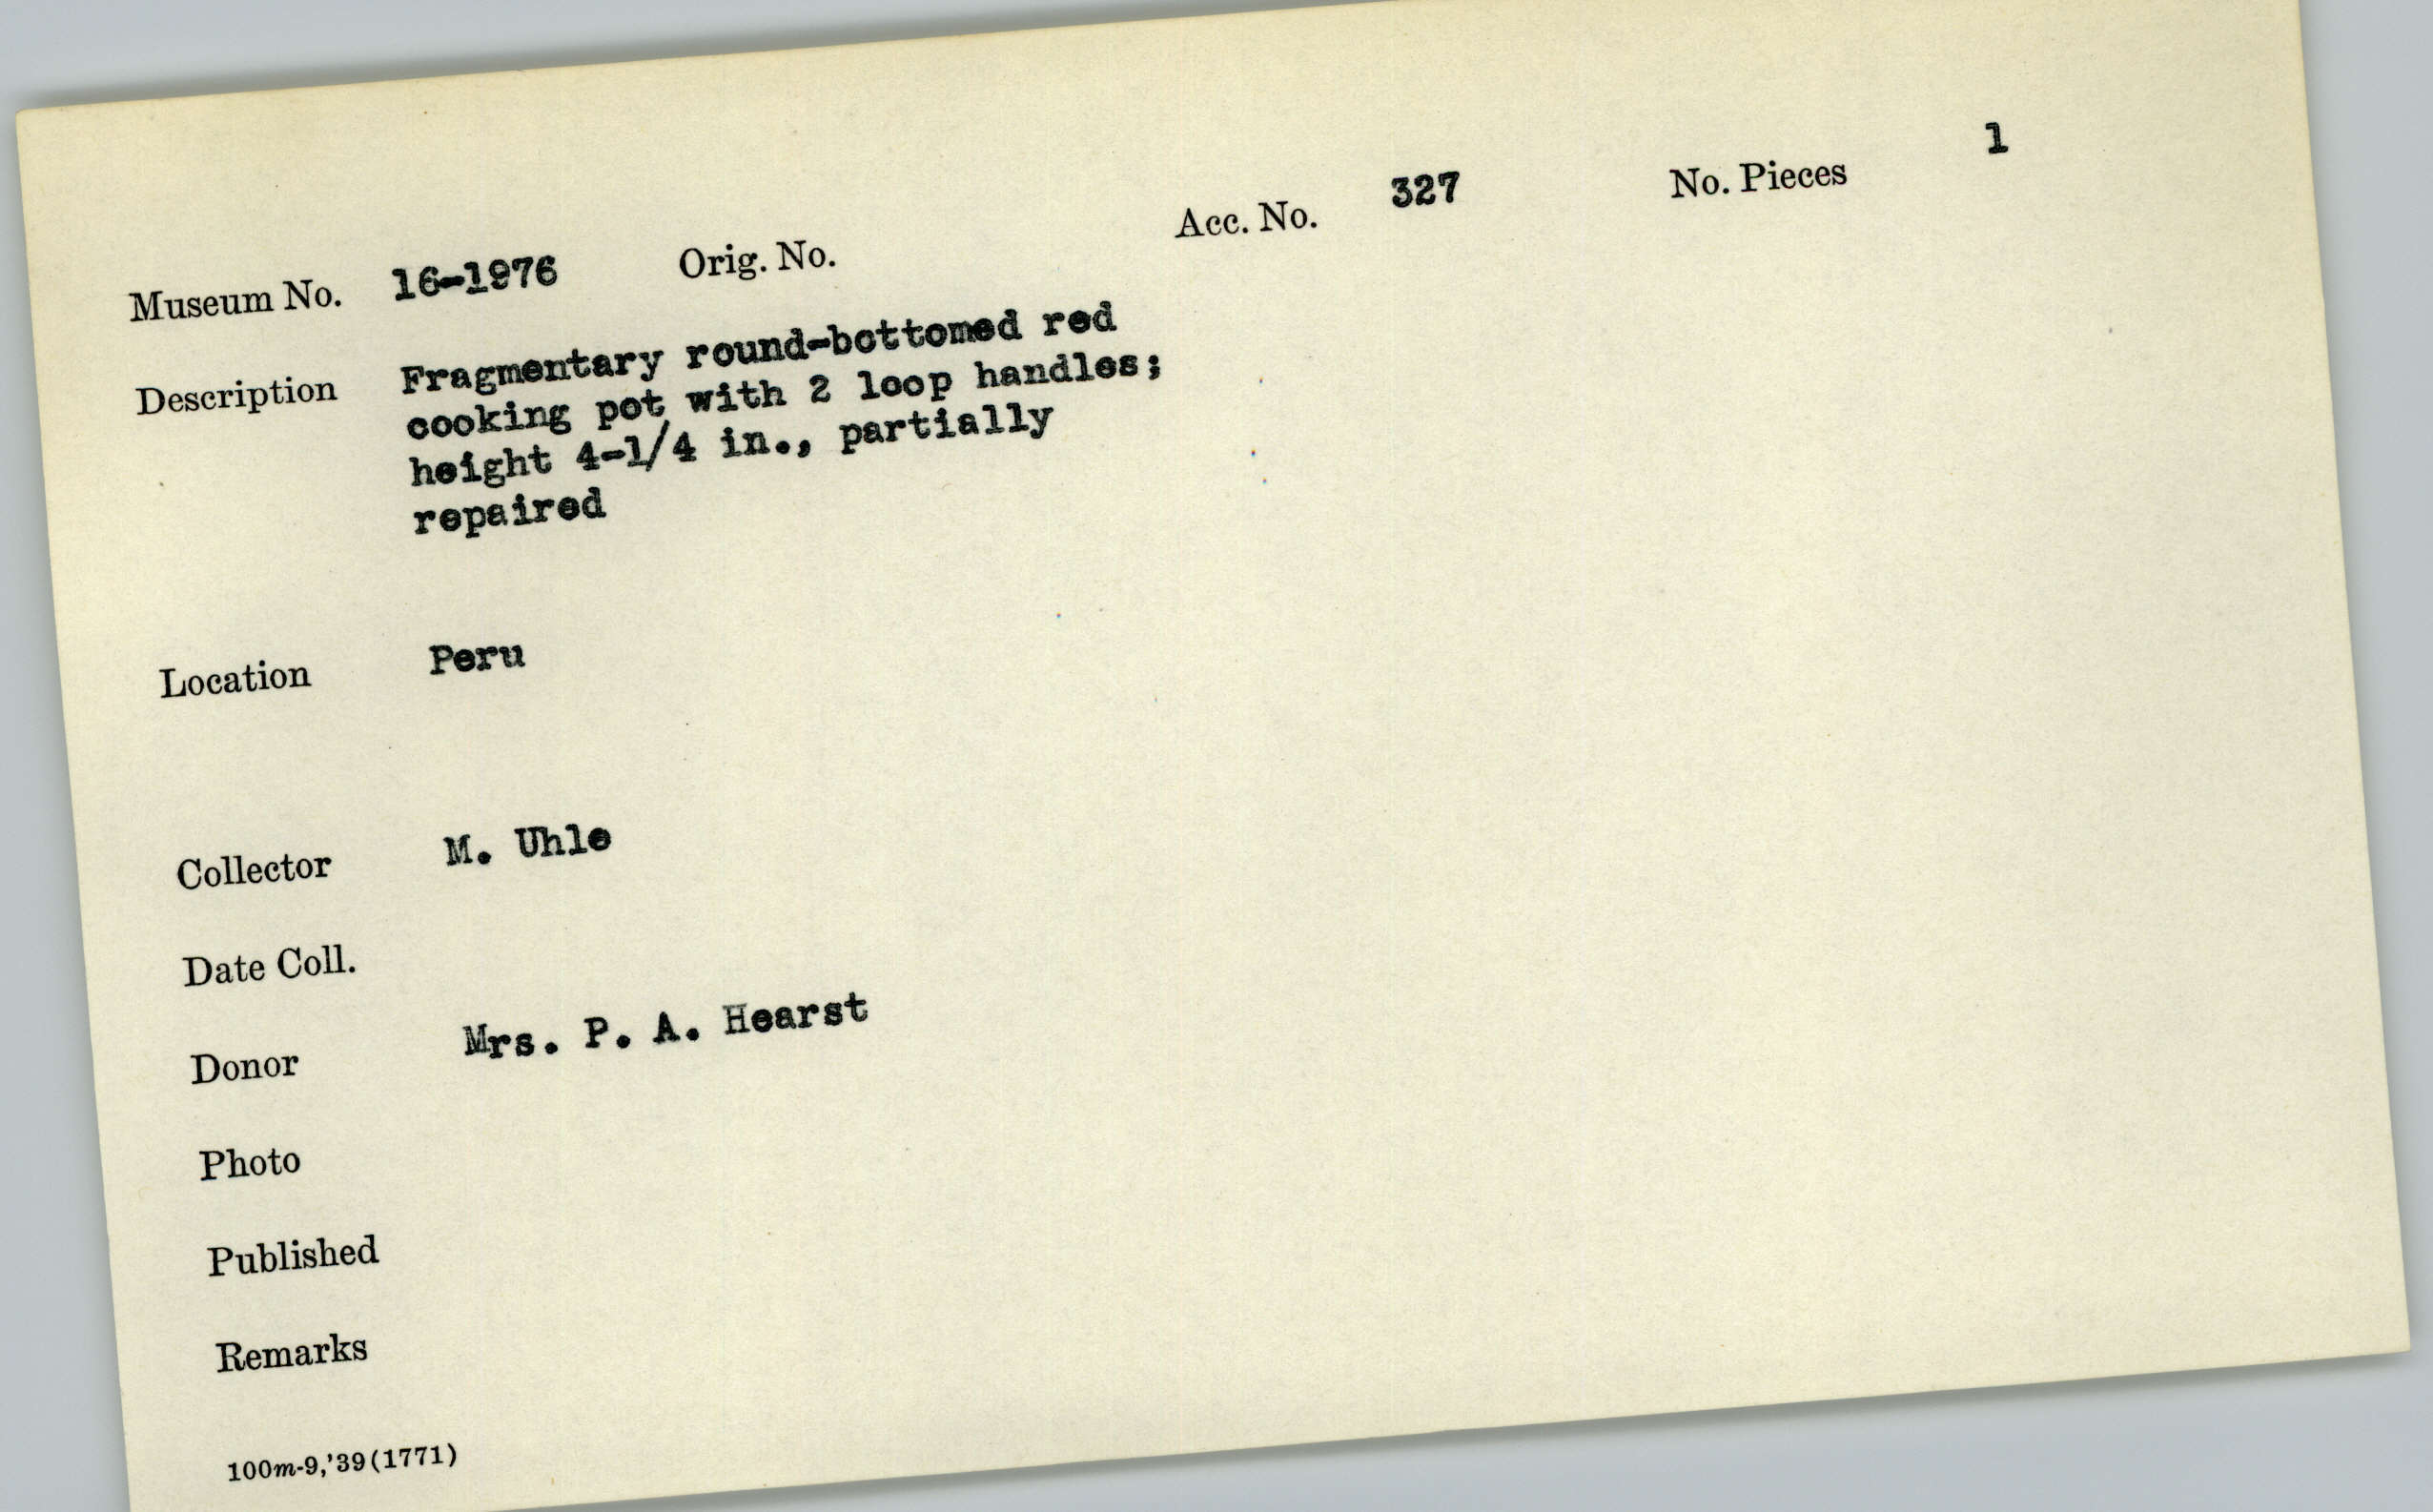 Museum No. 16-1976 Orig. No. Acc. No. 327 No. Pieces 1
Description Fragmentary round-bottomed red
cooking pot with 2 loop handles;
height 4-1/4 in., partially
repaired
Location Peru
Collector M. Uhle
Date Coll.
Donor Mrs. P. A. Hearst
Photo
Published
Remarks
100m-9,'39(1771)